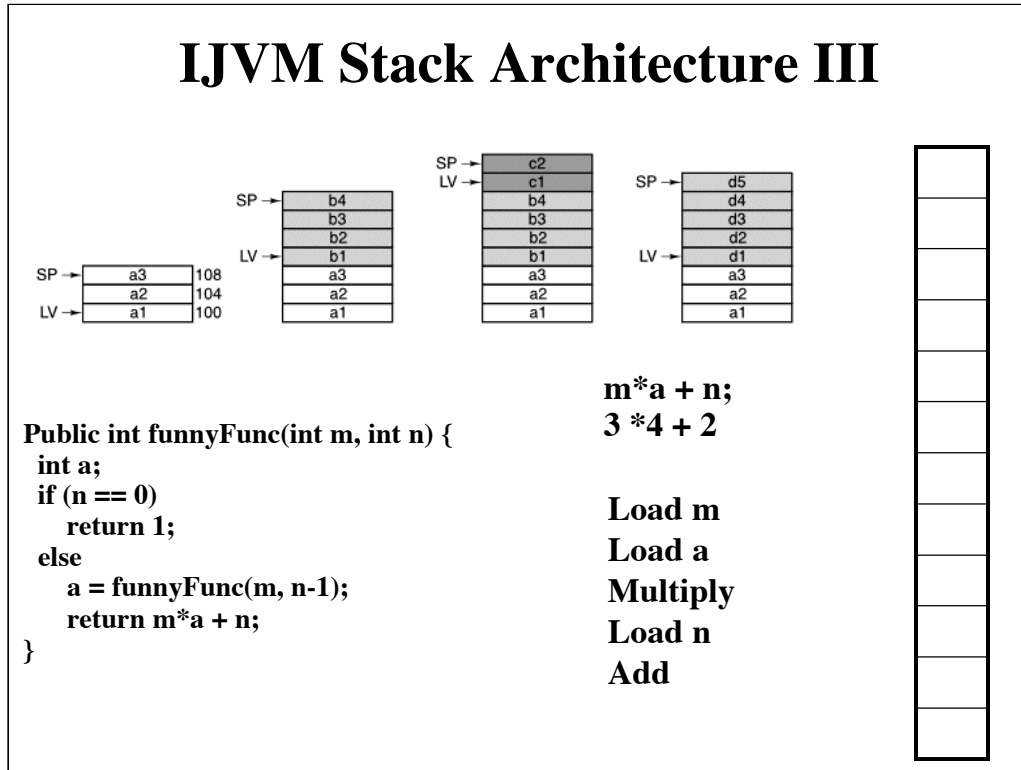 IJVM Stack Architecture III
SP a3 108
a2 104
LV a1 100
SP b4
b3
b2
LV b1
a3
a2
a1
SP c2
LV c1
b4
b3
b2
b1
a3
a2
a1
SP d5
d4
d3
d2
LV d1
a3
a2
a1
Public int funnyFunc(int m, int n) {
int a;
if (n == 0)
return 1;
else
a = funnyFunc(m, n-1);
return m*a + n;
}
m*a + n;
3 *4 + 2
Load m
Load a
Multiply
Load n
Add